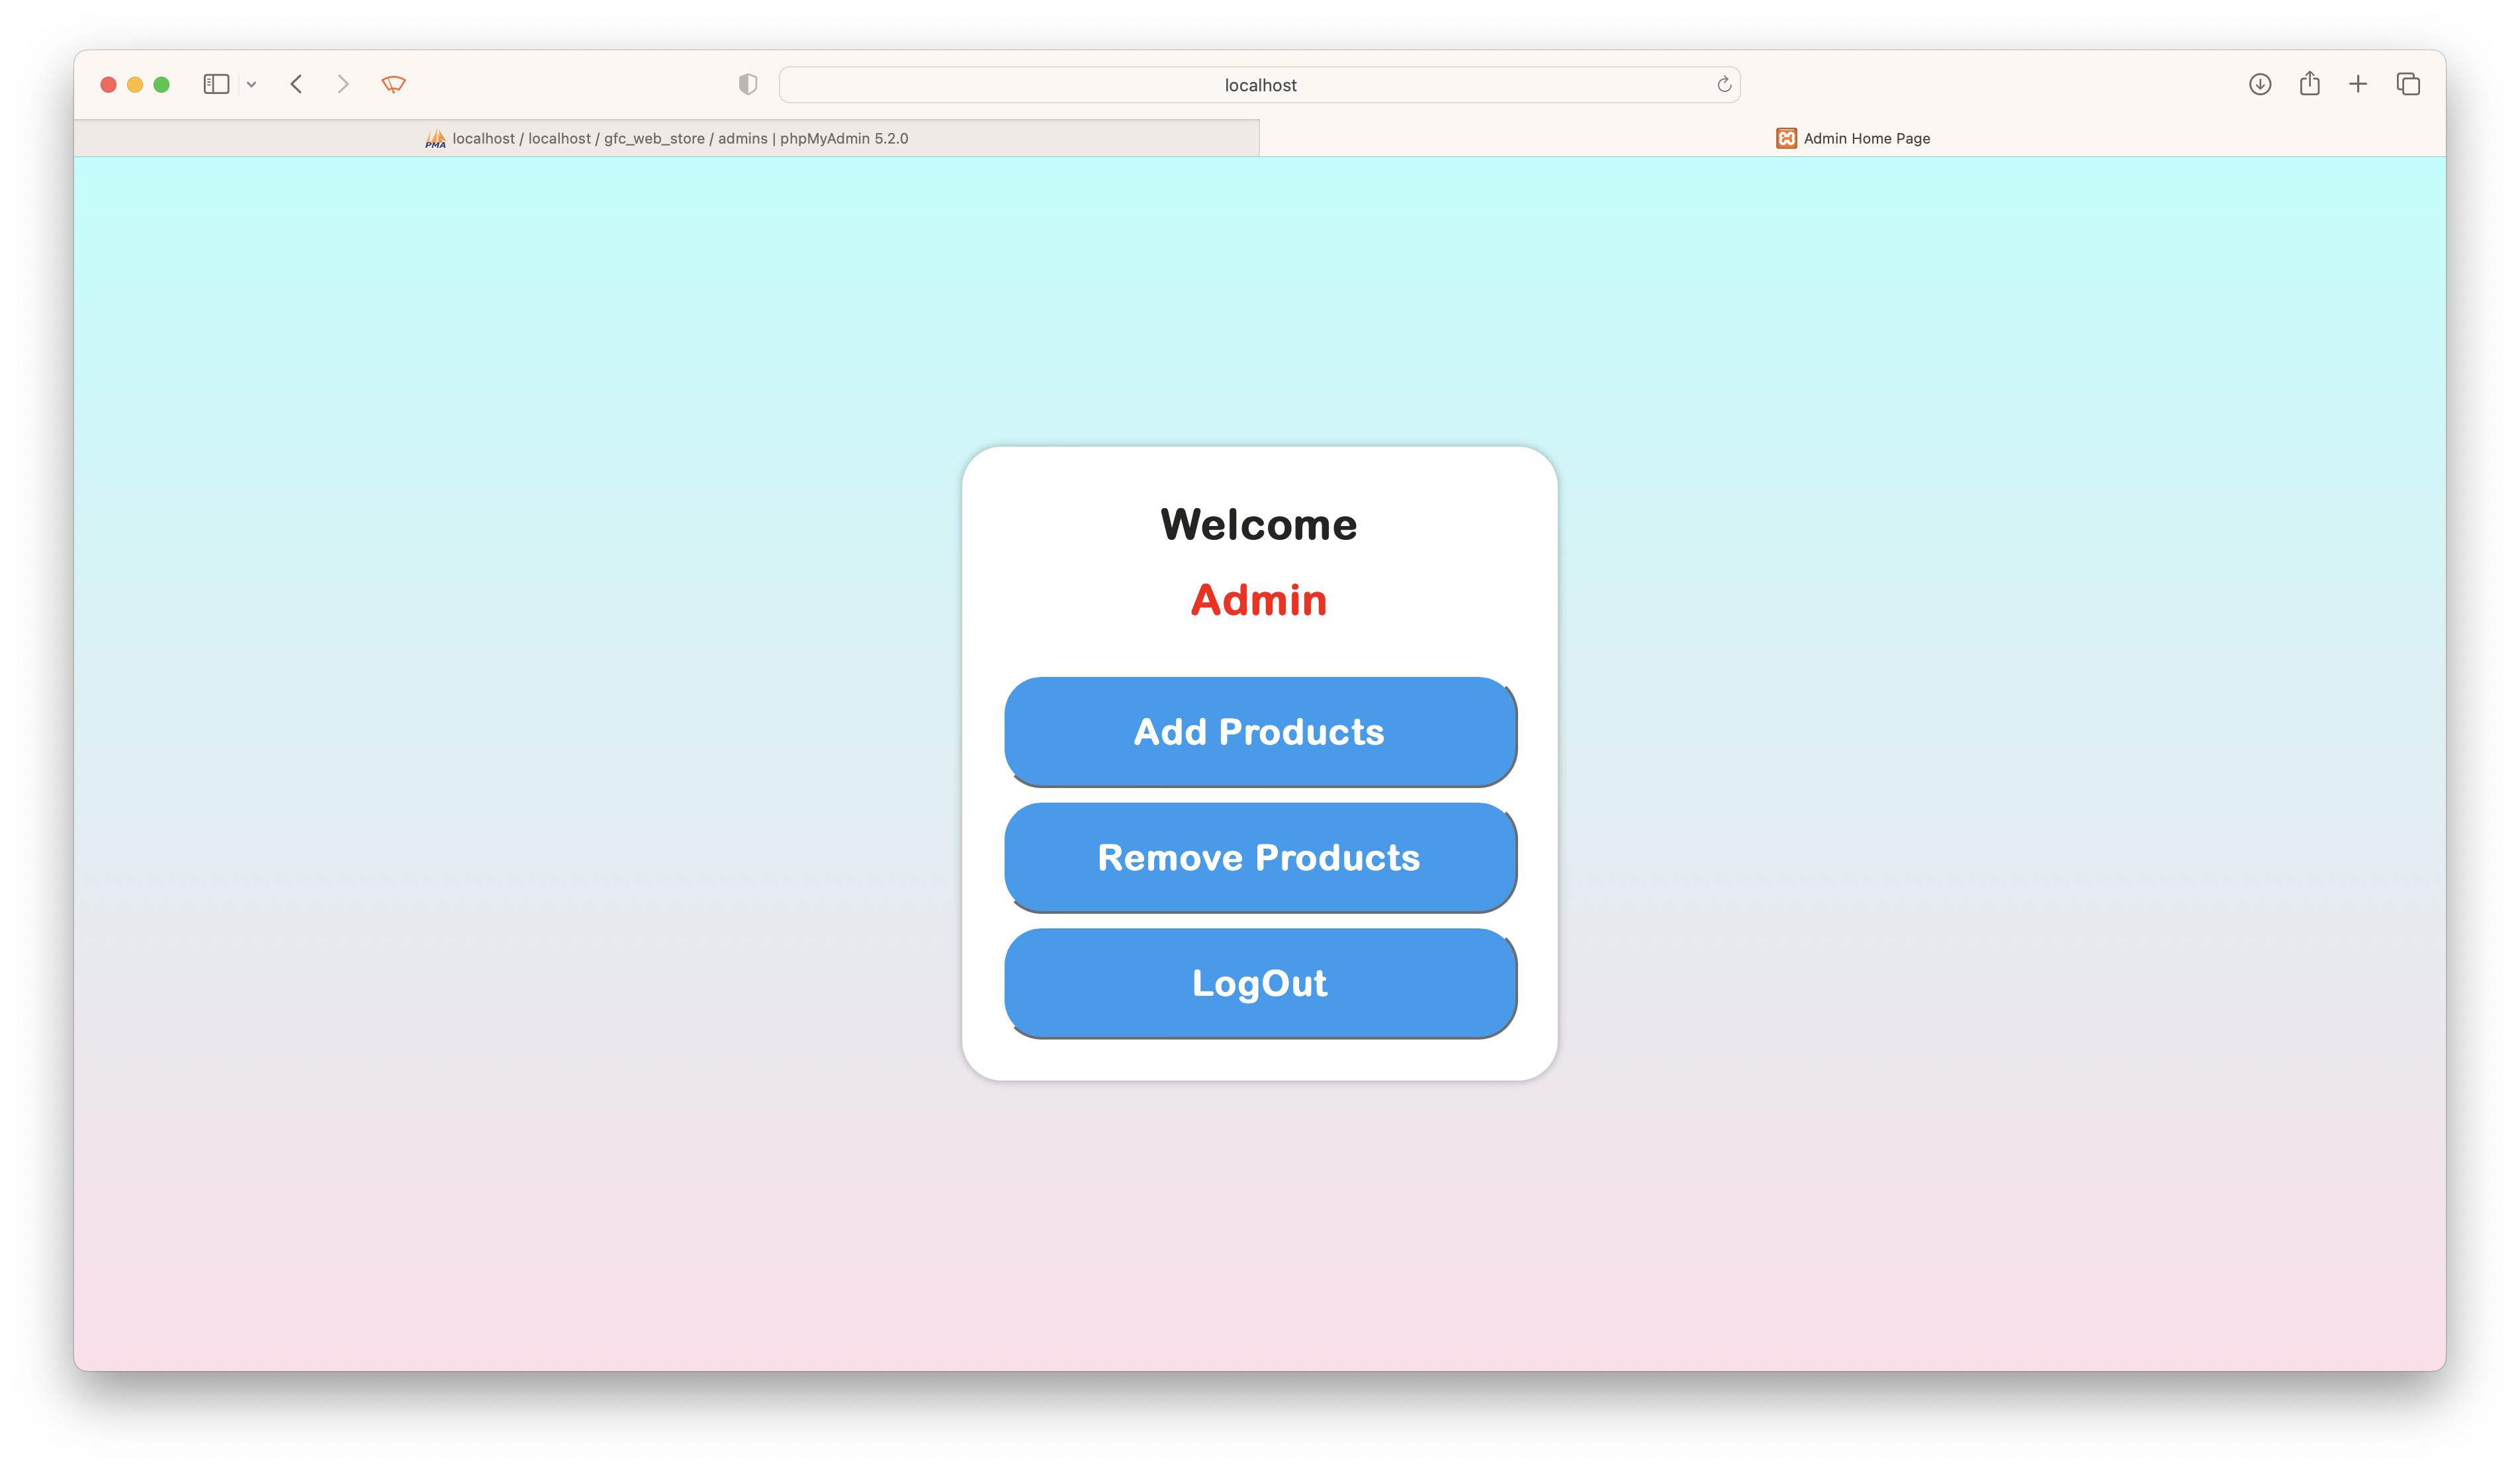 localhost
PMA localhost / localhost / gfc_web_store / admins | phpMyAdmin 5.2.0
Admin Home Page
Welcome
Admin
Add Products
Remove Products
LogOut